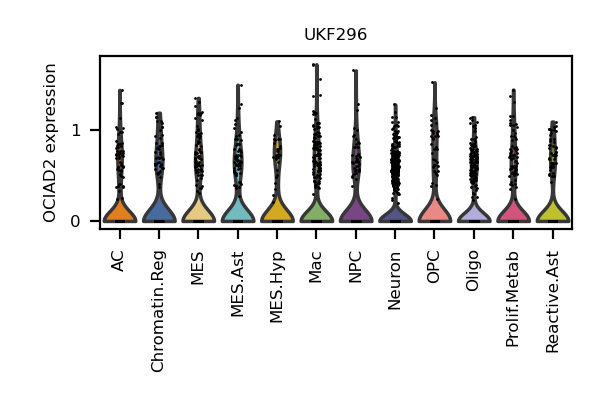 UKF296
OCIAD2 expression
1
0
AC
Chromatin.Reg
MES
MES.Ast
MES.Hyp
Mac
NPC
Neuron
OPC
Oligo
Prolif.Metab
Reactive.Ast